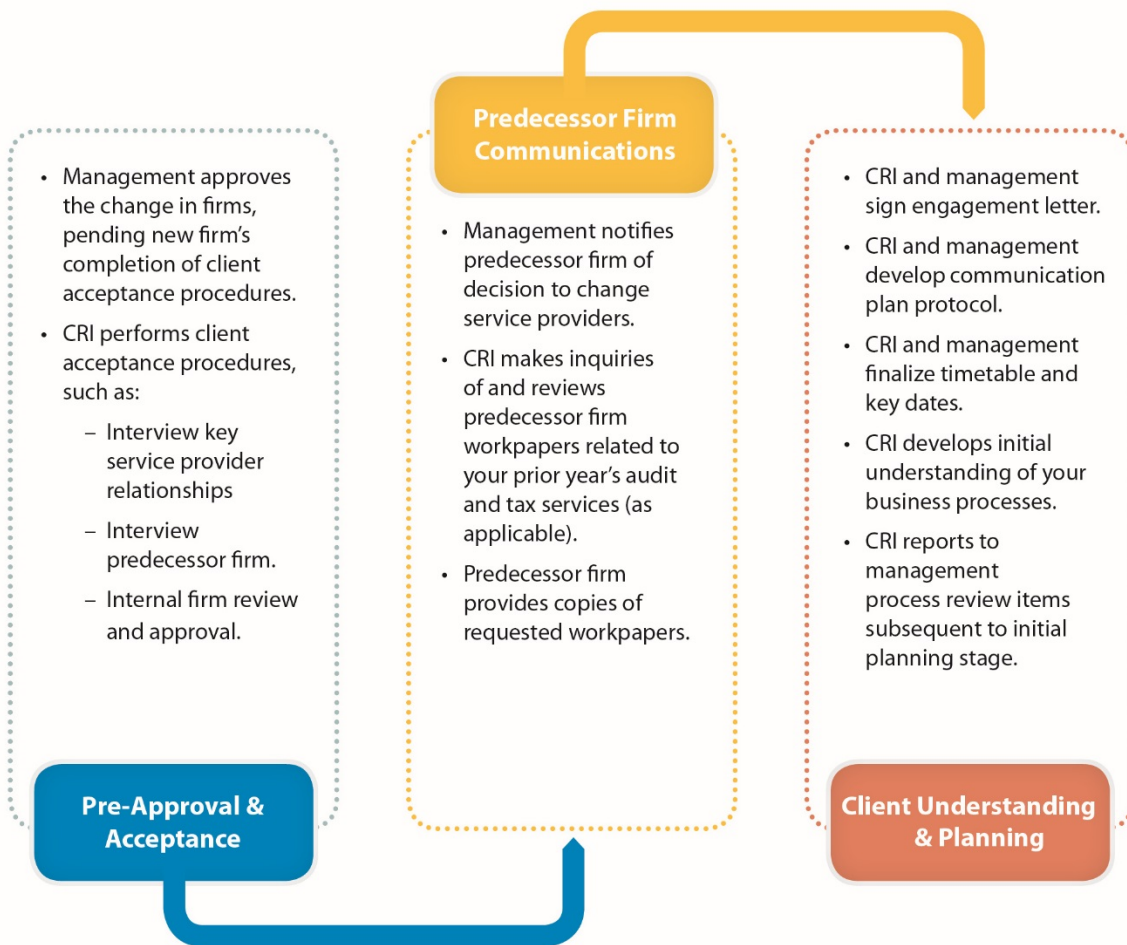 • Management approves
the change in firms,
pending new firm's
completion of client
acceptance procedures.
• CRI performs client
acceptance procedures,
such as:
– Interview key
service provider
relationships
– Interview
predecessor firm.
– Internal firm review
and approval.
Pre-Approval &
Acceptance
Predecessor Firm
Communications
• Management notifies
predecessor firm of
decision to change
service providers.
• CRI makes inquiries
of and reviews
predecessor firm
workpapers related to
your prior year's audit
and tax services (as
applicable).
• Predecessor firm
provides copies of
requested workpapers.
• CRI and management
sign engagement letter.
• CRI and management
develop communication
plan protocol.
• CRI and management
finalize timetable and
key dates.
• CRI develops initial
understanding of your
business processes.
• CRI reports to
management
process review items
subsequent to initial
planning stage.
Client Understanding
& Planning